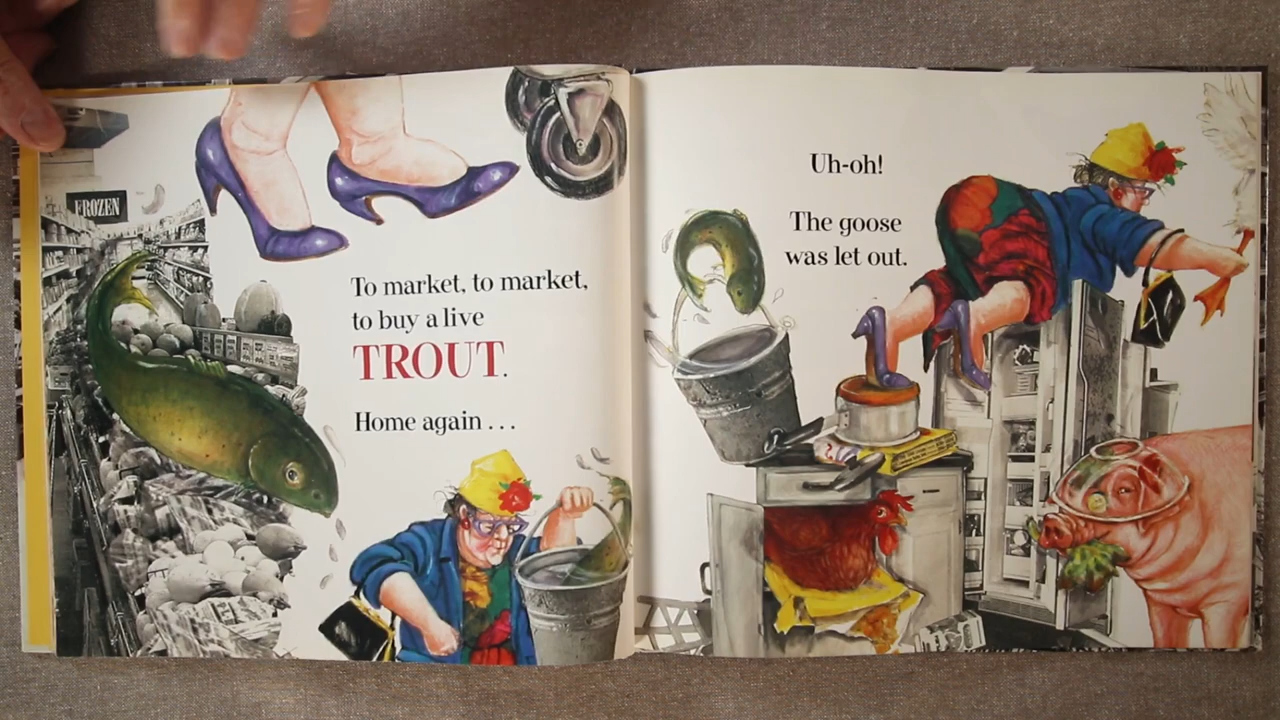 FROZEN
To market, to market,
to buy a live
TROUT.
Home again . . .
Uh-oh!
The goose
was let out.